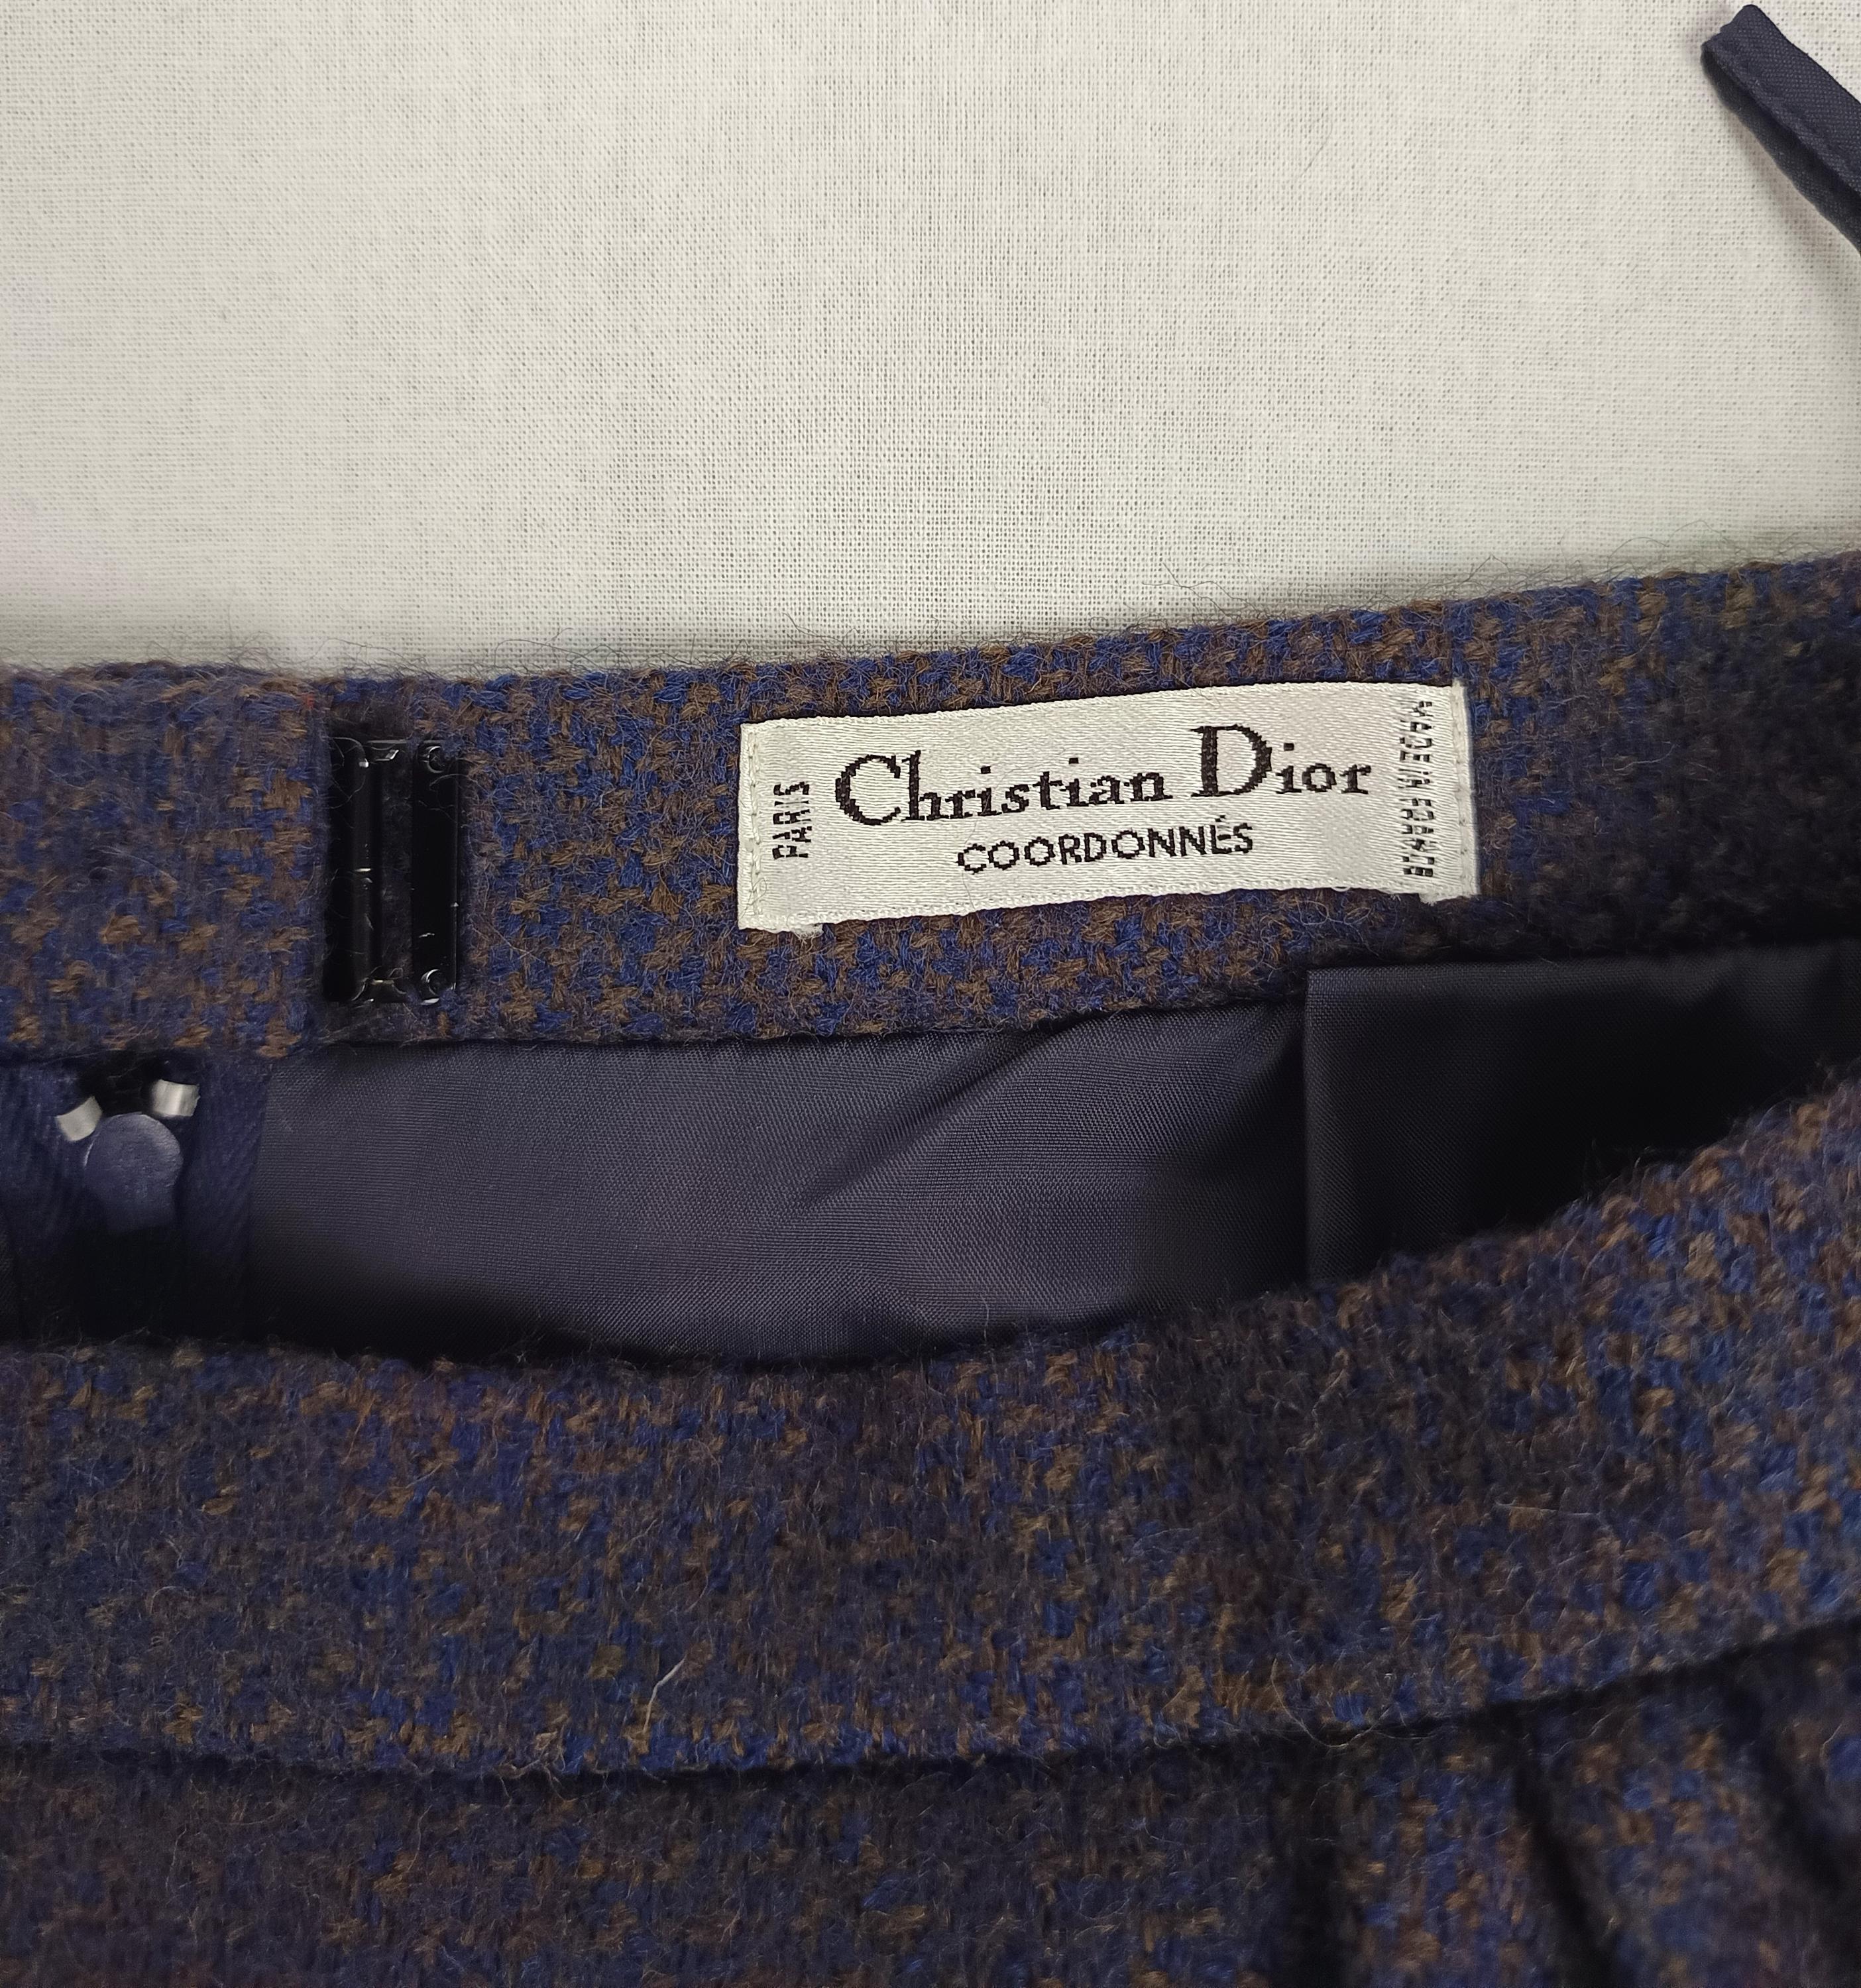 PARIS
Christian Dior
COORDONNÉS
MADE IN FRANCE